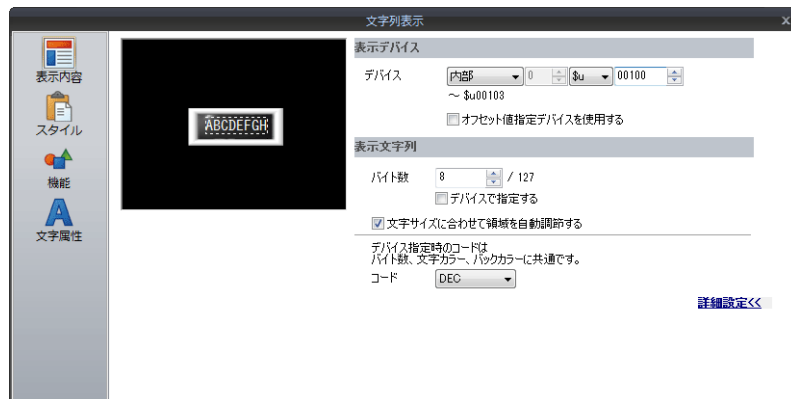 文字列表示
x
表示内容
スタイル
機能
文字属性
ABCDEFGH
表示デバイス
デバイス 内部 0 $u 00100
～ $u00103
オフセット値指定デバイスを使用する
表示文字列
バイト数 8 / 127
デバイスで指定する
文字サイズに合わせて領域を自動調節する
デバイス指定時のコードは
バイト数、文字カラー、バックカラーに共通です。
コード DEC
詳細設定<<